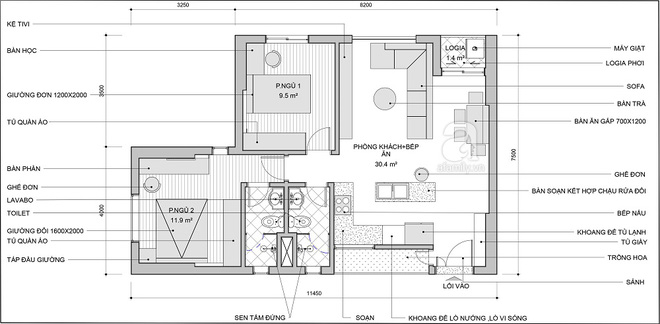 3250
8200
KỆ TIVI
BÀN HỌC
GIƯỜNG ĐƠN 1200X2000
TỦ QUẦN ÁO
BÀN PHẤN
GHẾ ĐƠN
LAVABO
TOILET
GIƯỜNG ĐÔI 1600X2000
TỦ QUẦN ÁO
TÁP ĐẦU GIƯỜNG
3500
4000
P.NGỦ 1
9.5 m²
P.NGỦ 2
11.9 m²
PHÒNG KHÁCH+BẾP
ĂN
30.4 m²
LOGIA
1.4 m²
a
afamily.vn
7500
MÁY GIẶT
LOGIA PHƠI
SOFA
BÀN TRÀ
BÀN ĂN GẤP 700X1200
GHẾ ĐƠN
BÀN SOẠN KẾT HỢP CHẬU RỬA ĐÔI
BẾP NẤU
KHOANG ĐỂ TỦ LẠNH
TỦ GIẦY
TRỒNG HOA
SẢNH
LỐI VÀO
11450
SEN TẮM ĐỨNG
SOẠN
KHOANG ĐỂ LÒ NƯỚNG ,LÒ VI SÓNG